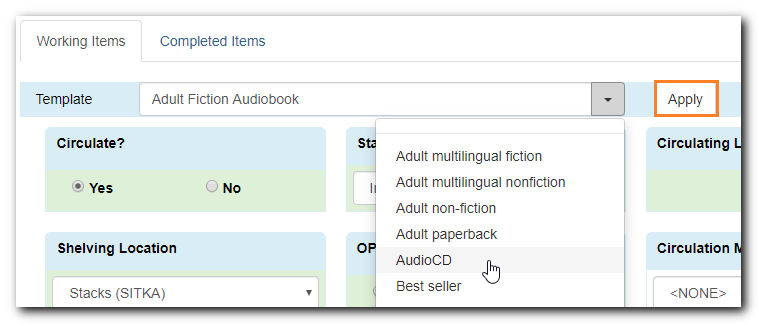 Working Items Completed Items
Template Adult Fiction Audiobook Apply
Circulate? Sta Circulating L
Adult multilingual fiction
Adult multilingual nonfiction
Yes No In
Adult non-fiction
Adult paperback
Shelving Location OP Circulation M
AudioCD
Best seller
Stacks (SITKA) <NONE>